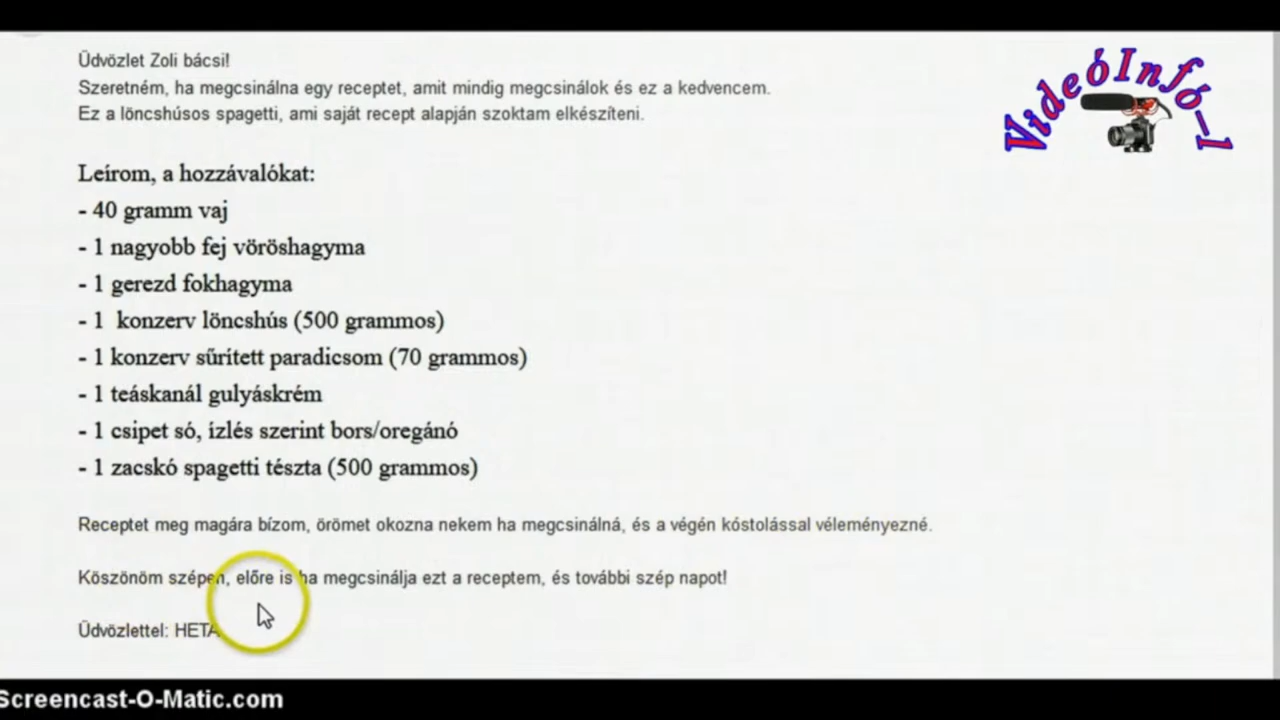 Üdvözlet Zoli bácsi!
Szeretném, ha megcsinálna egy receptet, amit mindig megcsinálok és ez a kedvencem.
Ez a löncshúsos spagetti, ami saját recept alapján szoktam elkészíteni.
VideóInfó-1
Leírom, a hozzávalókat:
- 40 gramm vaj
- 1 nagyobb fej vöröshagyma
- 1 gerezd fokhagyma
- 1 konzerv löncshús (500 grammos)
- 1 konzerv sűrített paradicsom (70 grammos)
- 1 teáskanál gulyáskrém
- 1 csipet só, ízlés szerint bors/oregánó
- 1 zacskó spagetti tészta (500 grammos)
Receptet meg magára bízom, örömet okozna nekem ha megcsinálná, és a végén kóstolással véleményezné.
Köszönöm szépen, előre is ha megcsinálja ezt a receptem, és további szép napot!
Üdvözlettel: HETA
Screencast-O-Matic.com